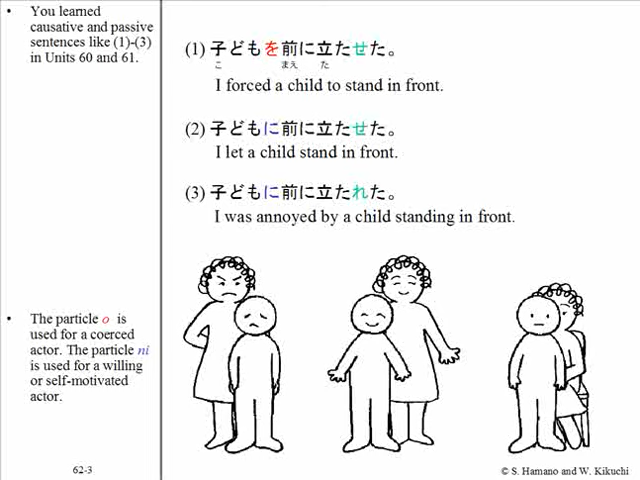 • You learned
causative and passive
sentences like (1)-(3)
in Units 60 and 61.
(1) 子どもを前に立たせた。
こ まえ た
I forced a child to stand in front.
(2) 子どもに前に立たせた。
I let a child stand in front.
(3) 子どもに前に立たれた。
I was annoyed by a child standing in front.
• The particle o is
used for a coerced
actor. The particle ni
is used for a willing
or self-motivated
actor.
62-3
© S. Hamano and W. Kikuchi